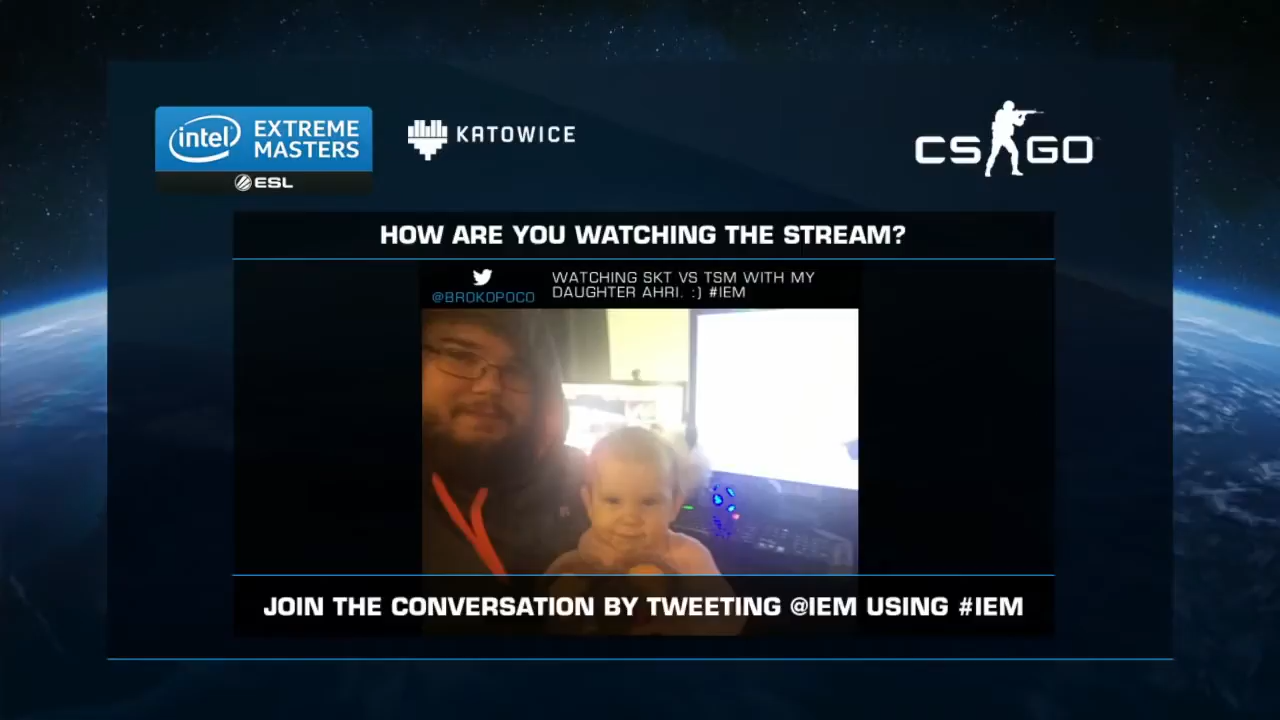 intel EXTREME MASTERS
ESL
KATOWICE
CS GO
HOW ARE YOU WATCHING THE STREAM?
@BROKOPOCO
WATCHING SKT VS TSM WITH MY
DAUGHTER AHRI. :) #IEM
JOIN THE CONVERSATION BY TWEETING @IEM USING #IEM